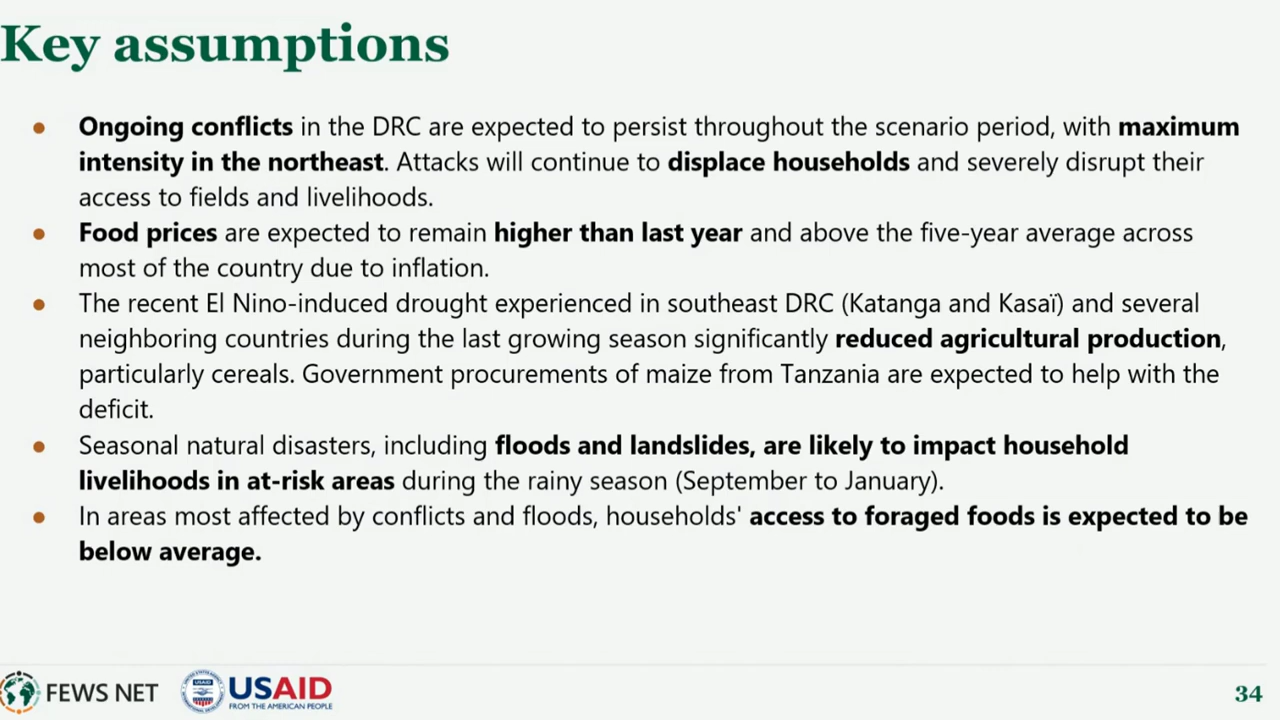 Key assumptions
● Ongoing conflicts in the DRC are expected to persist throughout the scenario period, with maximum
intensity in the northeast. Attacks will continue to displace households and severely disrupt their
access to fields and livelihoods.
● Food prices are expected to remain higher than last year and above the five-year average across
most of the country due to inflation.
● The recent El Nino-induced drought experienced in southeast DRC (Katanga and Kasaï) and several
neighboring countries during the last growing season significantly reduced agricultural production,
particularly cereals. Government procurements of maize from Tanzania are expected to help with the
deficit.
● Seasonal natural disasters, including floods and landslides, are likely to impact household
livelihoods in at-risk areas during the rainy season (September to January).
● In areas most affected by conflicts and floods, households' access to foraged foods is expected to be
below average.
FEWS NET
USAID
FROM THE AMERICAN PEOPLE
34